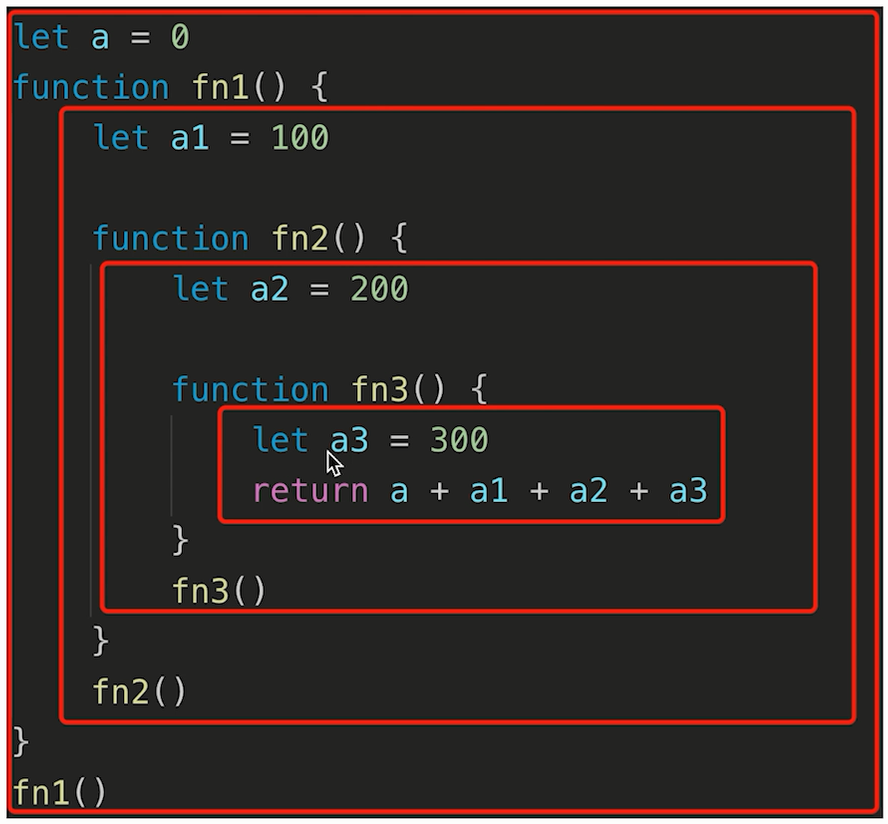 let a = 0
function fn1() {
    let a1 = 100
    function fn2() {
        let a2 = 200
        function fn3() {
            let a3 = 300
            return a + a1 + a2 + a3
        }
        fn3()
    }
    fn2()
}
fn1()